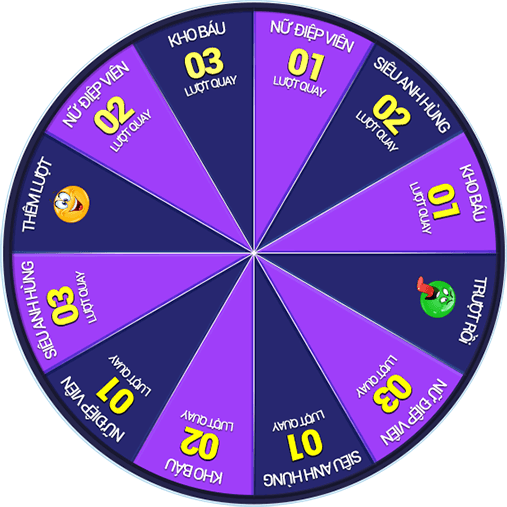 NỮ ĐIỆP VIÊN
01
LƯỢT QUAY
SIÊU ANH HÙNG
02
LƯỢT QUAY
KHO BÁU
01
LƯỢT QUAY
TRƯỢT RỒI
NỮ ĐIỆP VIÊN
03
LƯỢT QUAY
SIÊU ANH HÙNG
01
LƯỢT QUAY
KHO BÁU
02
LƯỢT QUAY
NỮ ĐIỆP VIÊN
01
LƯỢT QUAY
SIÊU ANH HÙNG
03
LƯỢT QUAY
THÊM LƯỢT
NỮ ĐIỆP VIÊN
02
LƯỢT QUAY
KHO BÁU
03
LƯỢT QUAY